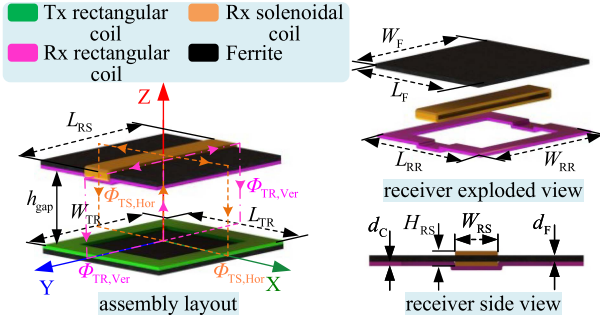 Tx rectangular coil
Rx solenoidal coil
Rx rectangular coil
Ferrite
Z
L_RS
h_gap
Φ_TS,Hor
Φ_TR,Ver
W_TR
L_TR
Φ_TR,Ver
Φ_TS,Hor
Y
X
assembly layout
W_F
L_F
L_RR
W_RR
receiver exploded view
d_C
H_RS
W_RS
d_F
receiver side view